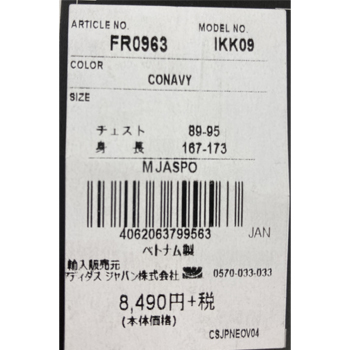 ARTICLE NO. MODEL NO.
FR0963 IKK09
COLOR
CONAVY
SIZE
チェスト 89-95
身 長 167-173
M JASPO
4062063799563 JAN
ベトナム製
輸入販売元
アディダス ジャパン株式会社 0570-033-033
8,490円+税
(本体価格)
CSJPNEOV04